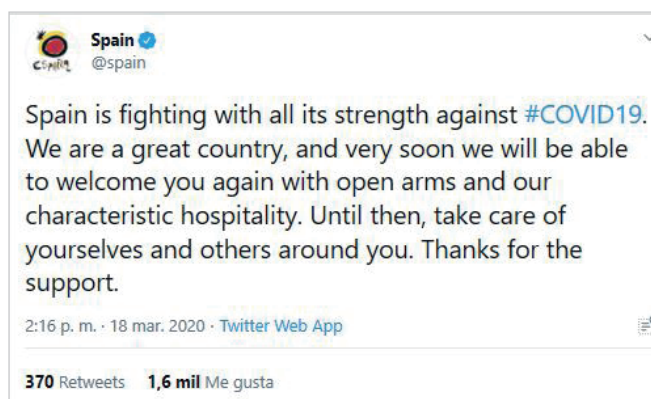 Spain
@spain
Spain is fighting with all its strength against #COVID19.
We are a great country, and very soon we will be able
to welcome you again with open arms and our
characteristic hospitality. Until then, take care of
yourselves and others around you. Thanks for the
support.
2:16 p. m. · 18 mar. 2020 · Twitter Web App
370 Retweets 1,6 mil Me gusta